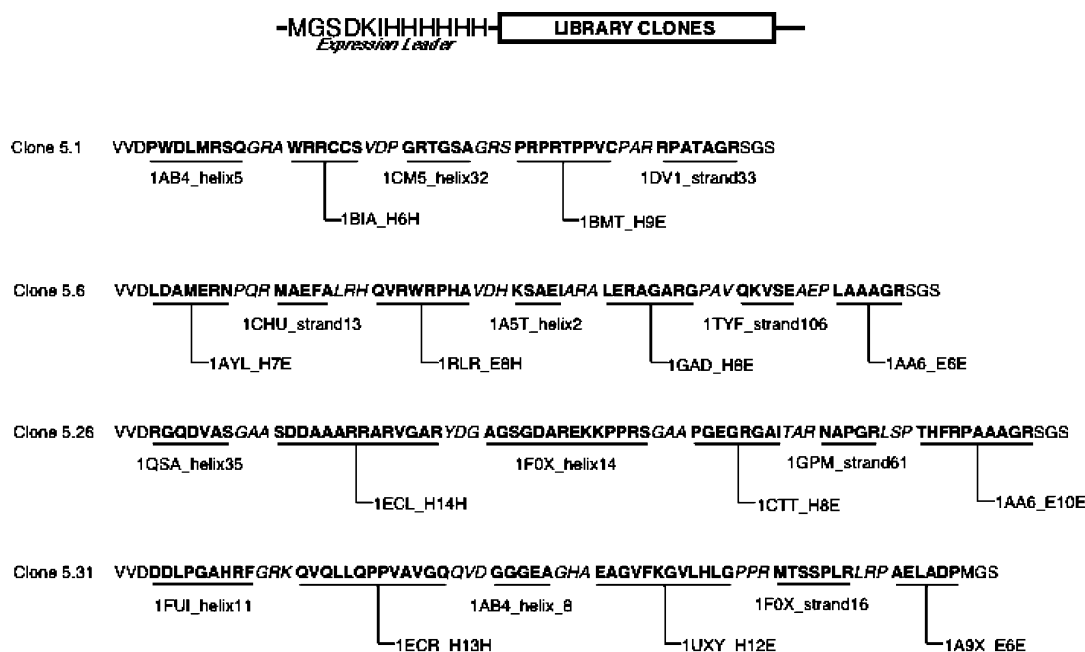 MGSDKIHHHHHH LIBRARY CLONES
Expression Leader
Clone 5.1 VVDPWDLMRSQGRA WRRCCSVDP GRTGSAGRS PRPRTPPVCPAR RPATAGRSGS
1AB4_helix5 1CM5_helix32 1DV1_strand33
1BIA_H6H 1BMT_H9E
Clone 5.6 VVDLDAMERNPQR MAEFALRH QVRWRPHAVDH KSAEIARA LERAGARGPAV QKVSEAEP LAAAGRSGS
1CHU_strand13 1A5T_helix2 1TYF_strand106
1AYL_H7E 1RLR_E8H 1GAD_H8E 1AA6_E6E
Clone 5.26 VVDRGQDVASGAA SDDAAARRARVGARYDG AGSGDAREKKPPRSGAA PGEGRGAITAR NAPGRLSP THFRPAAAGRSGS
1QSA_helix35 1F0X_helix14 1GPM_strand61
1ECL_H14H 1CTT_H8E 1AA6_E10E
Clone 5.31 VVDDDLPGAHRFGRK QVQLLQPPVAVGQQVD GGGEAGHA EAGVFKGVLHLGPPR MTSSPLRLRP AELADPMGS
1FUI_helix11 1AB4_helix_8 1F0X_strand16
1ECR_H13H 1UXY_H12E 1A9X_E6E